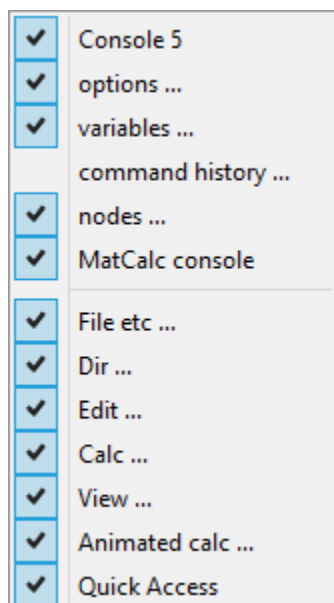 Console 5
options ...
variables ...
command history ...
nodes ...
MatCalc console
File etc ...
Dir ...
Edit ...
Calc ...
View ...
Animated calc ...
Quick Access